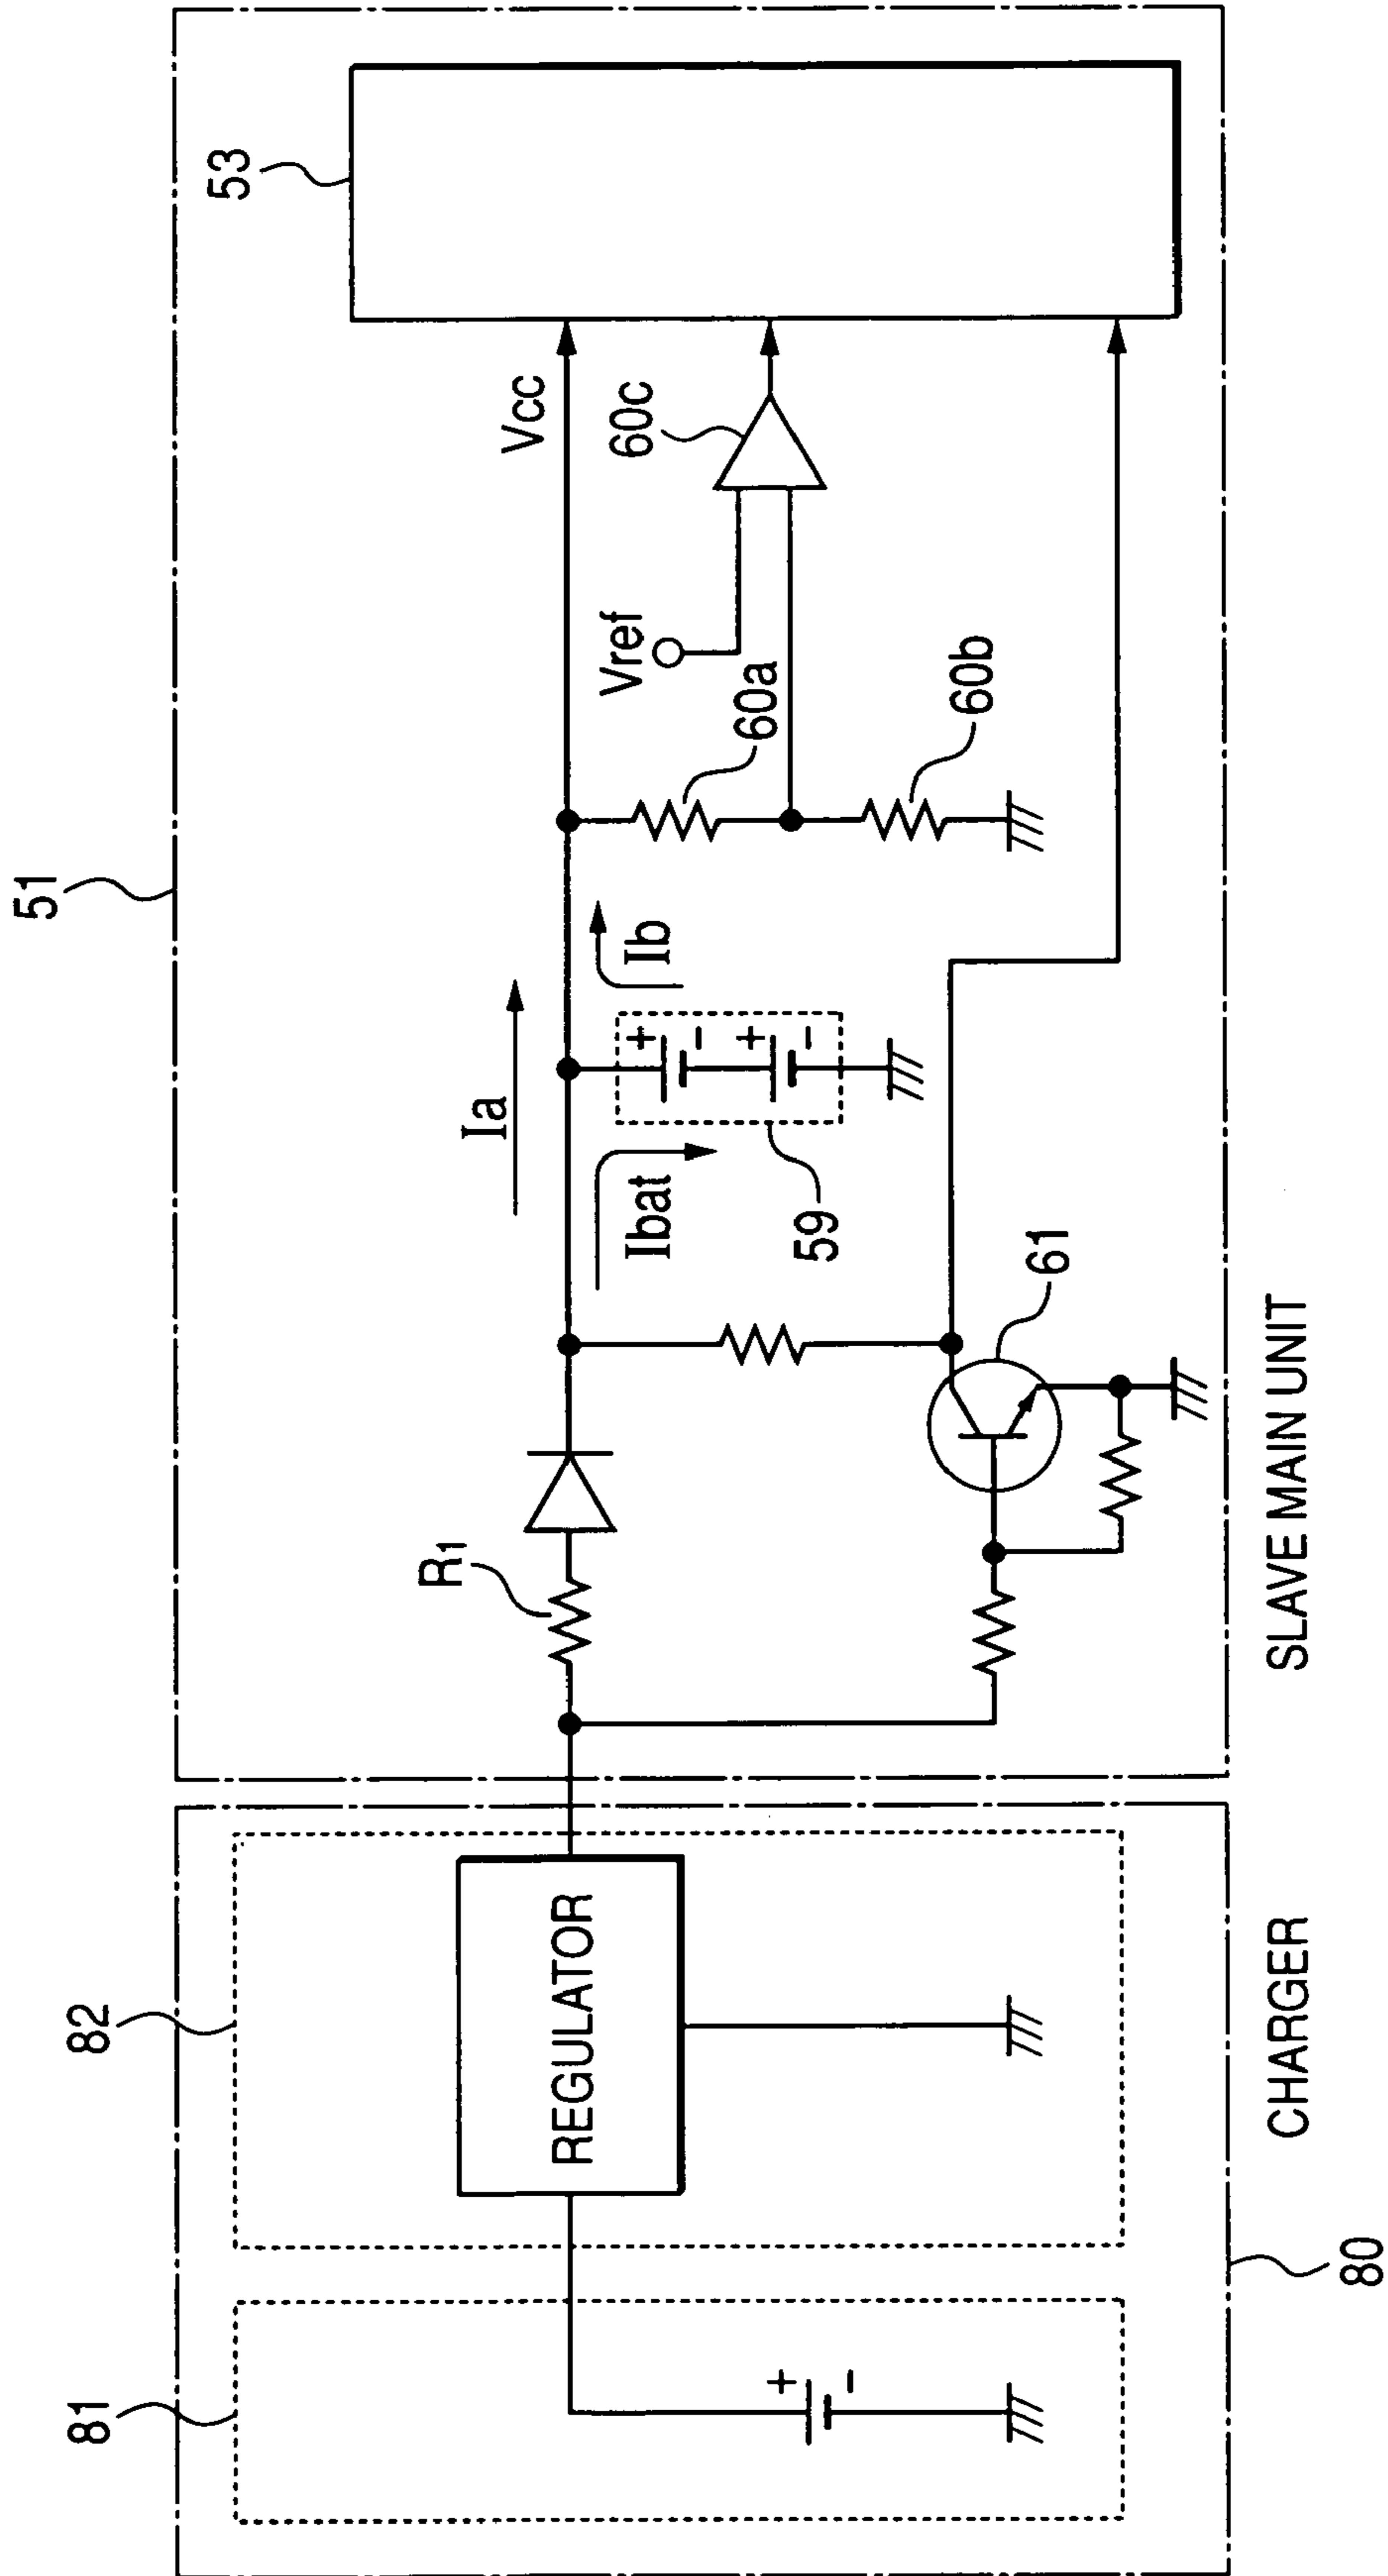 51
53
Vcc
60c
Vref
60a
60b
Ia
Ib
Ibat
+
-
+
-
59
61
R1
SLAVE MAIN UNIT
82
REGULATOR
81
+
-
CHARGER
80